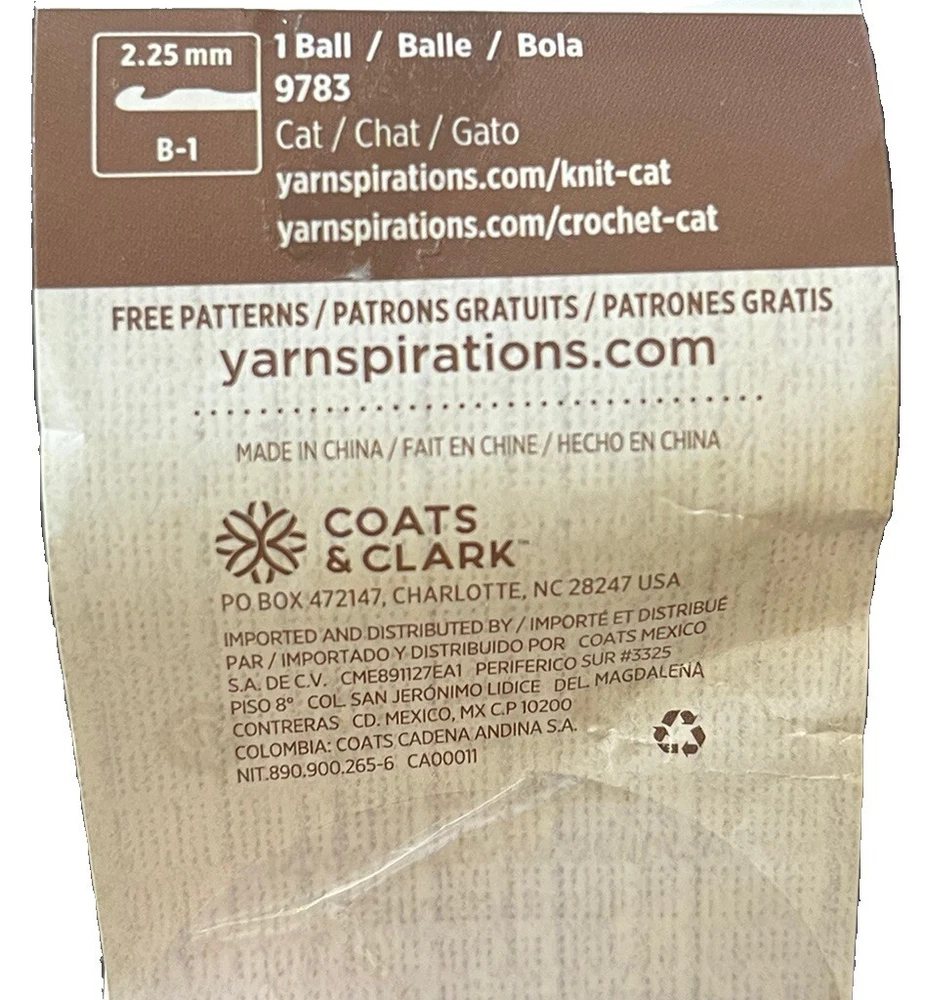 2.25 mm
B-1
1 Ball / Balle / Bola
9783
Cat / Chat / Gato
yarnspirations.com/knit-cat
yarnspirations.com/crochet-cat
FREE PATTERNS / PATRONS GRATUITS / PATRONES GRATIS
yarnspirations.com
MADE IN CHINA / FAIT EN CHINE / HECHO EN CHINA
COATS
& CLARK™
PO BOX 472147, CHARLOTTE, NC 28247 USA
IMPORTED AND DISTRIBUTED BY / IMPORTÉ ET DISTRIBUÉ
PAR / IMPORTADO Y DISTRIBUIDO POR COATS MEXICO
S.A. DE C.V. CME891127EA1 PERIFERICO SUR #3325
PISO 8° COL. SAN JERÓNIMO LIDICE DEL. MAGDALEÑA
CONTRERAS CD. MEXICO, MX C.P 10200
COLOMBIA: COATS CADENA ANDINA S.A.
NIT.890.900.265-6 CA00011